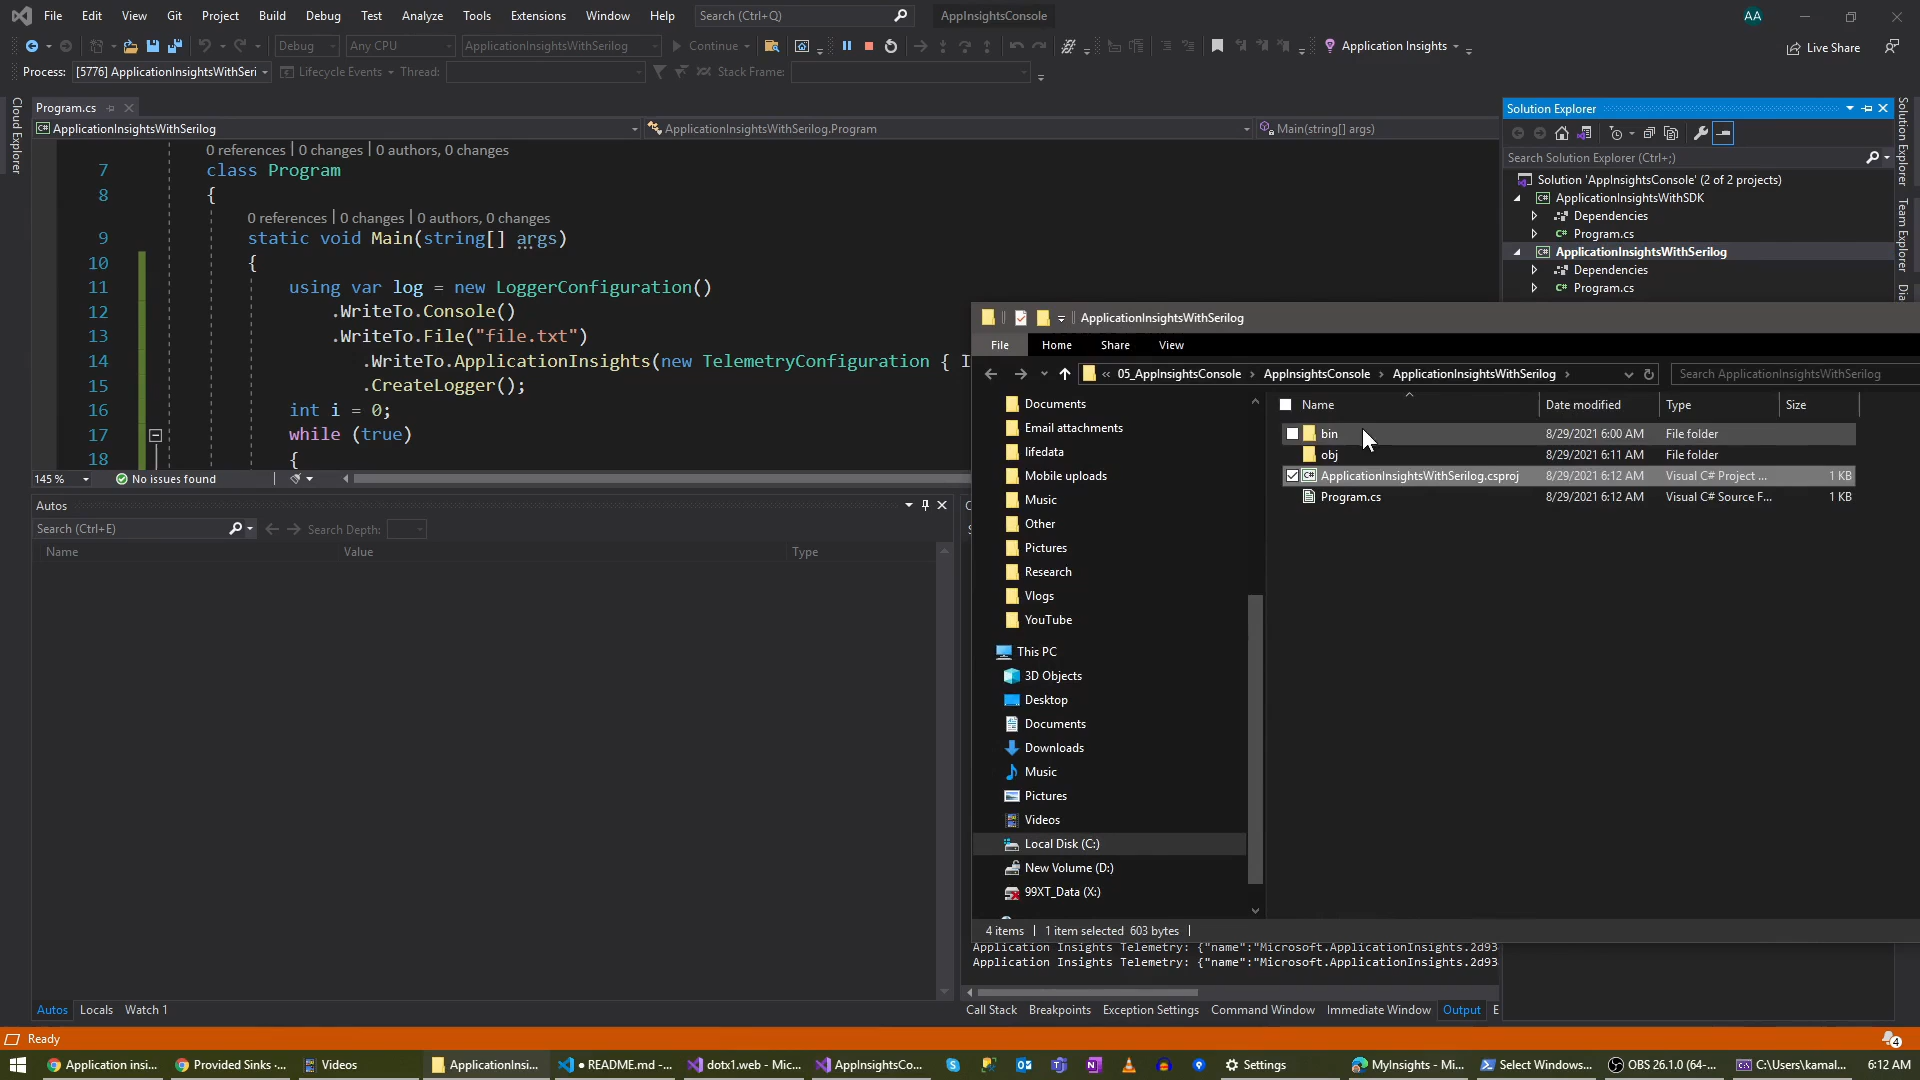 File Edit View Git Project Build Debug Test Analyze Tools Extensions Window Help Search (Ctrl+Q) AppInsightsConsole AA
Debug Any CPU ApplicationInsightsWithSerilog Continue Application Insights Live Share
Process: [5776] ApplicationInsightsWithSeri Lifecycle Events Thread: Stack Frame:
Cloud Explorer
Program.cs
ApplicationInsightsWithSerilog ApplicationInsightsWithSerilog.Program Main(string[] args)
0 references | 0 changes | 0 authors, 0 changes
7 class Program
8 {
0 references | 0 changes | 0 authors, 0 changes
9 static void Main(string[] args)
10 {
11 using var log = new LoggerConfiguration()
12 .WriteTo.Console()
13 .WriteTo.File("file.txt")
14 .WriteTo.ApplicationInsights(new TelemetryConfiguration { I
15 .CreateLogger();
16 int i = 0;
17 while (true)
18 {
145 % No issues found
Autos
Search (Ctrl+E) Search Depth:
Name Value Type
Autos Locals Watch 1
Solution Explorer
Search Solution Explorer (Ctrl+;)
Solution 'AppInsightsConsole' (2 of 2 projects)
ApplicationInsightsWithSDK
Dependencies
C# Program.cs
ApplicationInsightsWithSerilog
Dependencies
C# Program.cs
Solution Explorer
Team Explorer
Dia
ApplicationInsightsWithSerilog
File Home Share View
« 05_AppInsightsConsole › AppInsightsConsole › ApplicationInsightsWithSerilog › Search ApplicationInsightsWithSerilog
Documents
Email attachments
lifedata
Mobile uploads
Music
Other
Pictures
Research
Vlogs
YouTube
This PC
3D Objects
Desktop
Documents
Downloads
Music
Pictures
Videos
Local Disk (C:)
New Volume (D:)
99XT_Data (X:)
Name Date modified Type Size
bin 8/29/2021 6:00 AM File folder
obj 8/29/2021 6:11 AM File folder
ApplicationInsightsWithSerilog.csproj 8/29/2021 6:12 AM Visual C# Project ... 1 KB
Program.cs 8/29/2021 6:12 AM Visual C# Source F... 1 KB
4 items 1 item selected 603 bytes
Application Insights Telemetry: {"name":"Microsoft.ApplicationInsights.2d93
Application Insights Telemetry: {"name":"Microsoft.ApplicationInsights.2d93
Call Stack Breakpoints Exception Settings Command Window Immediate Window Output E
Ready 4
Application insi... Provided Sinks ·... Videos ApplicationInsi... ● README.md -... dotx1.web - Mic... AppInsightsCo... Settings MyInsights - Mi... Select Windows... OBS 26.1.0 (64-... C:\Users\kamal... 6:12 AM